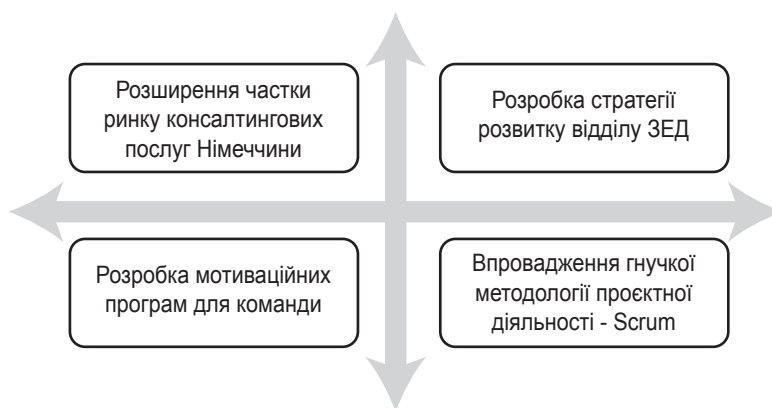 Розширення частки
ринку консалтингових
послуг Німеччини
Розробка стратегії
розвитку відділу ЗЕД
Розробка мотиваційних
програм для команди
Впровадження гнучкої
методології проєктної
діяльності - Scrum